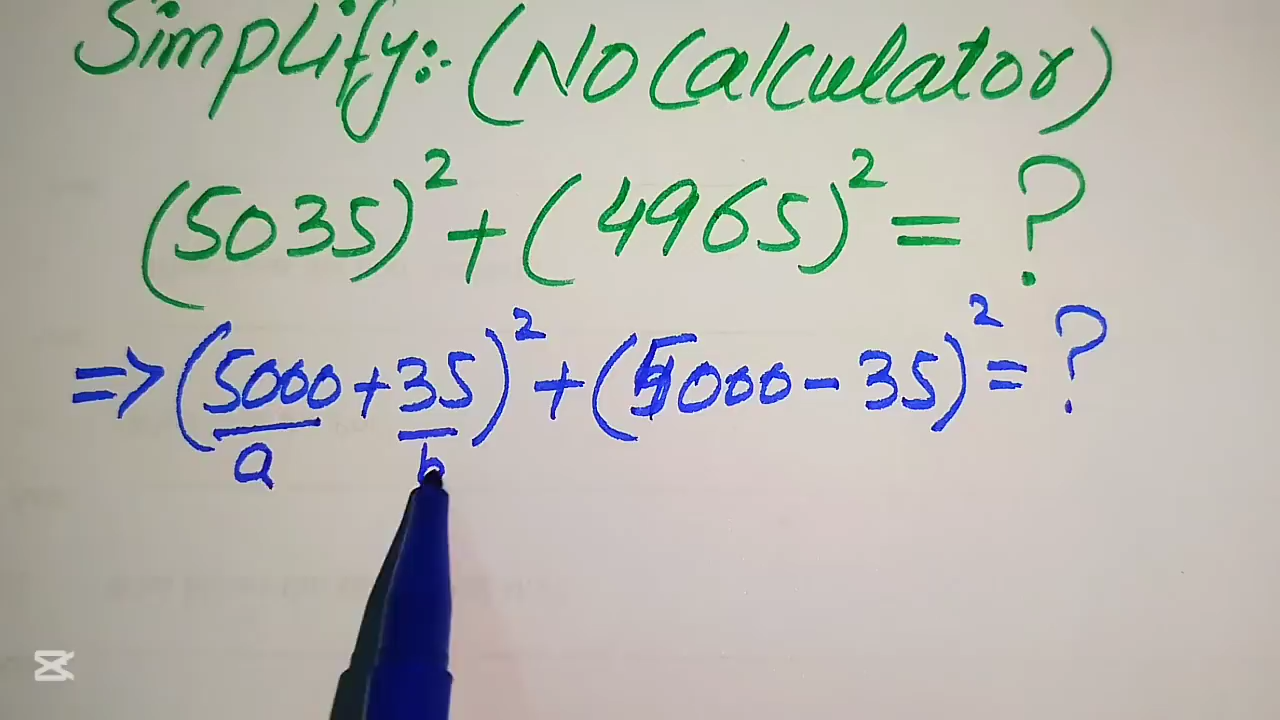 Simplify:- (No Calculator)
(5035)² + (4965)² = ?
=> (5000 + 35)² + (5000 - 35)² = ?
a b